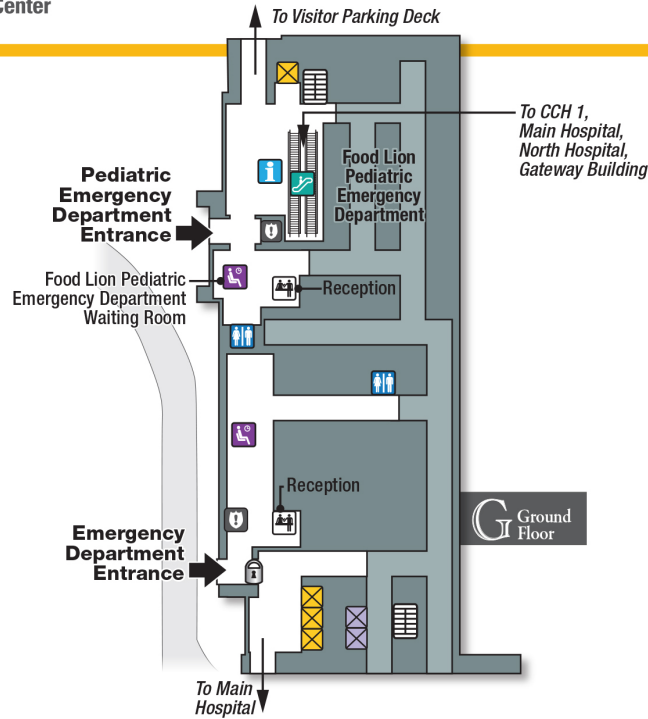 Center
To Visitor Parking Deck
To CCH 1,
Main Hospital,
North Hospital,
Gateway Building
Food Lion
Pediatric
Emergency
Department
Pediatric
Emergency
Department
Entrance
i
Food Lion Pediatric
Emergency Department
Waiting Room
Reception
Reception
G Ground
Floor
Emergency
Department
Entrance
To Main
Hospital